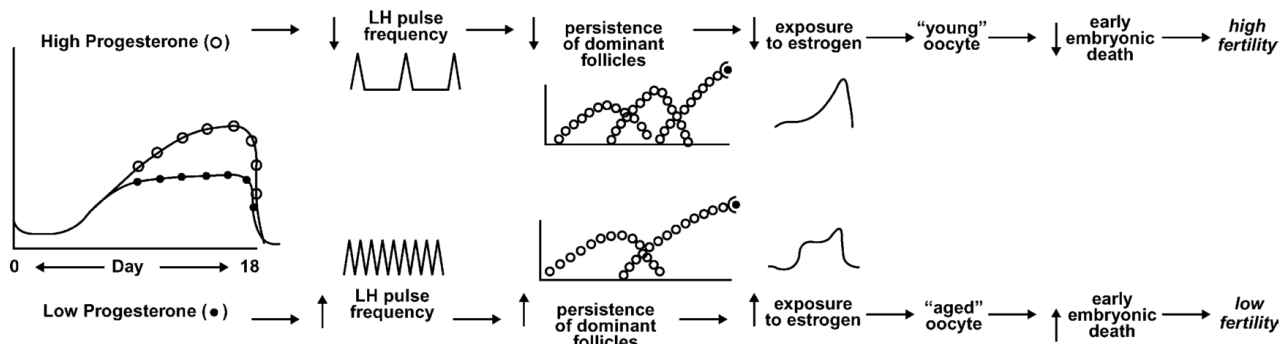 High Progesterone (○)
LH pulse
frequency
persistence
of dominant
follicles
exposure
to estrogen
“young”
oocyte
early
embryonic
death
high
fertility
0
Day
18
Low Progesterone (●)
LH pulse
frequency
persistence
of dominant
follicles
exposure
to estrogen
“aged”
oocyte
early
embryonic
death
low
fertility